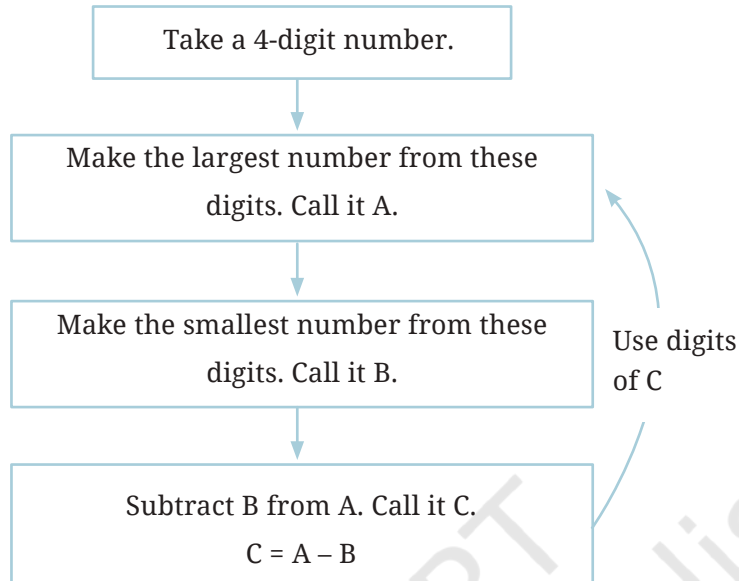 Take a 4-digit number.
Make the largest number from these
digits. Call it A.
Make the smallest number from these
digits. Call it B.
Use digits
of C
Subtract B from A. Call it C.
C = A – B